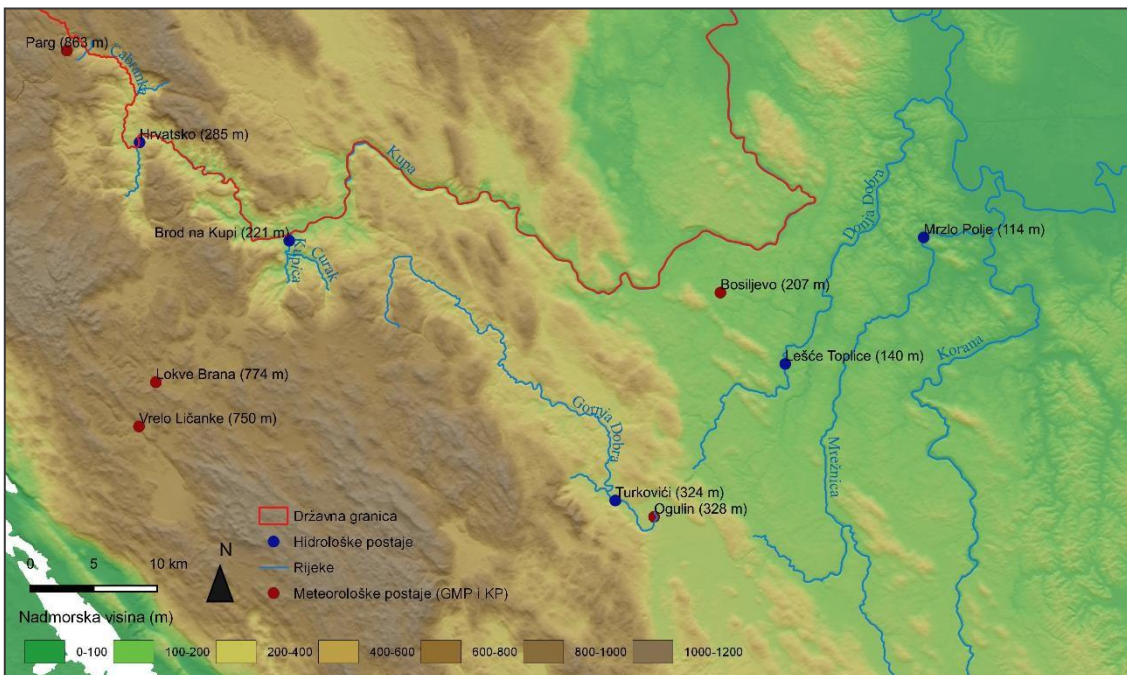 Parg (863 m)
Čabranka
Hrvatsko (285 m)
Kupa
Brod na Kupi (221 m)
Kupica
Curak
Donja Dobra
Mrzlo Polje (114 m)
Bosiljevo (207 m)
Lešće Toplice (140 m)
Korana
Lokve Brana (774 m)
Vrelo Ličanke (750 m)
Gornja Dobra
Mrežnica
Turkovići (324 m)
Ogulin (328 m)
Državna granica
Hidrološke postaje
Rijeke
Meteorološke postaje (GMP i KP)
N
0 5 10 km
Nadmorska visina (m)
0-100 100-200 200-400 400-600 600-800 800-1000 1000-1200